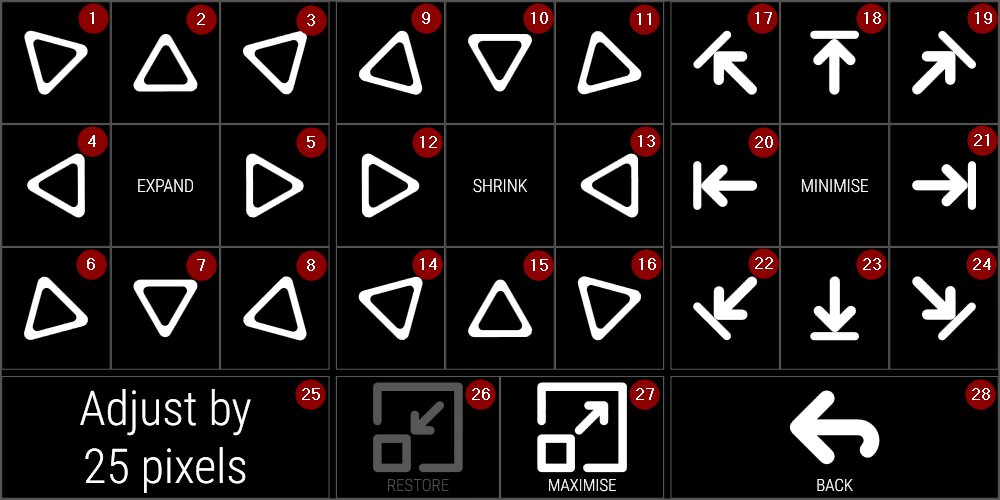 1 2 3 9 10 11 17 18 19
4 EXPAND 5 12 SHRINK 13 20 MINIMISE 21
6 7 8 14 15 16 22 23 24
Adjust by 25 26 27 28
25 pixels
RESTORE MAXIMISE BACK